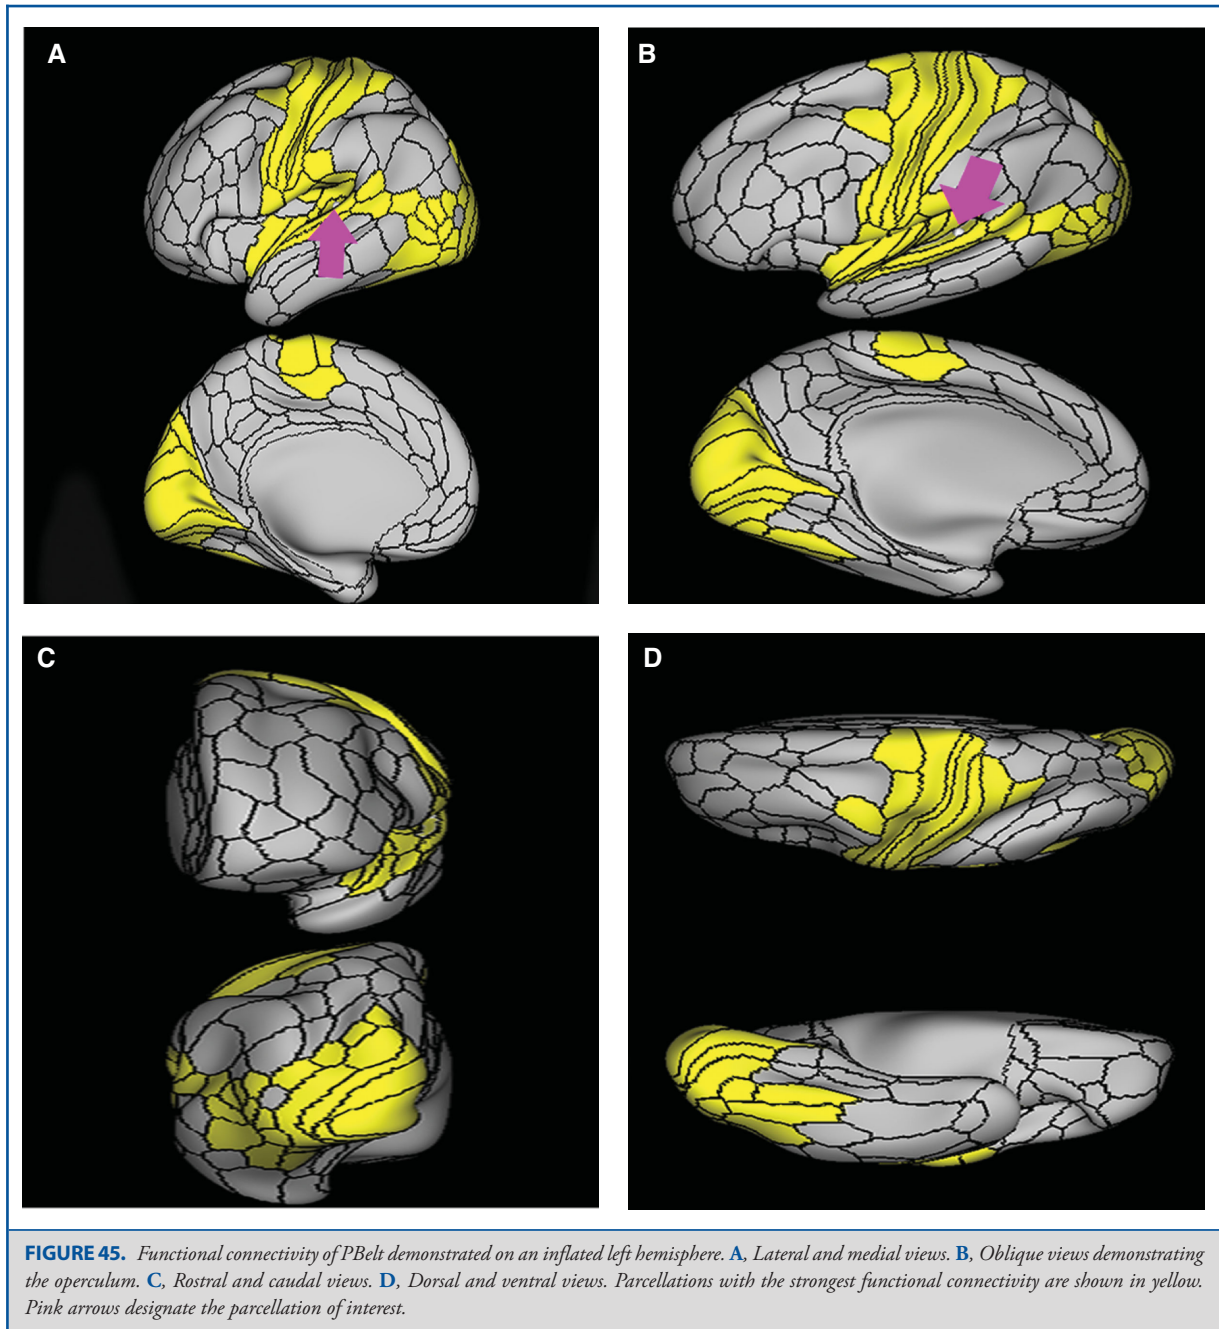 A
B
C
D
FIGURE 45. Functional connectivity of PBelt demonstrated on an inflated left hemisphere. A, Lateral and medial views. B, Oblique views demonstrating
the operculum. C, Rostral and caudal views. D, Dorsal and ventral views. Parcellations with the strongest functional connectivity are shown in yellow.
Pink arrows designate the parcellation of interest.